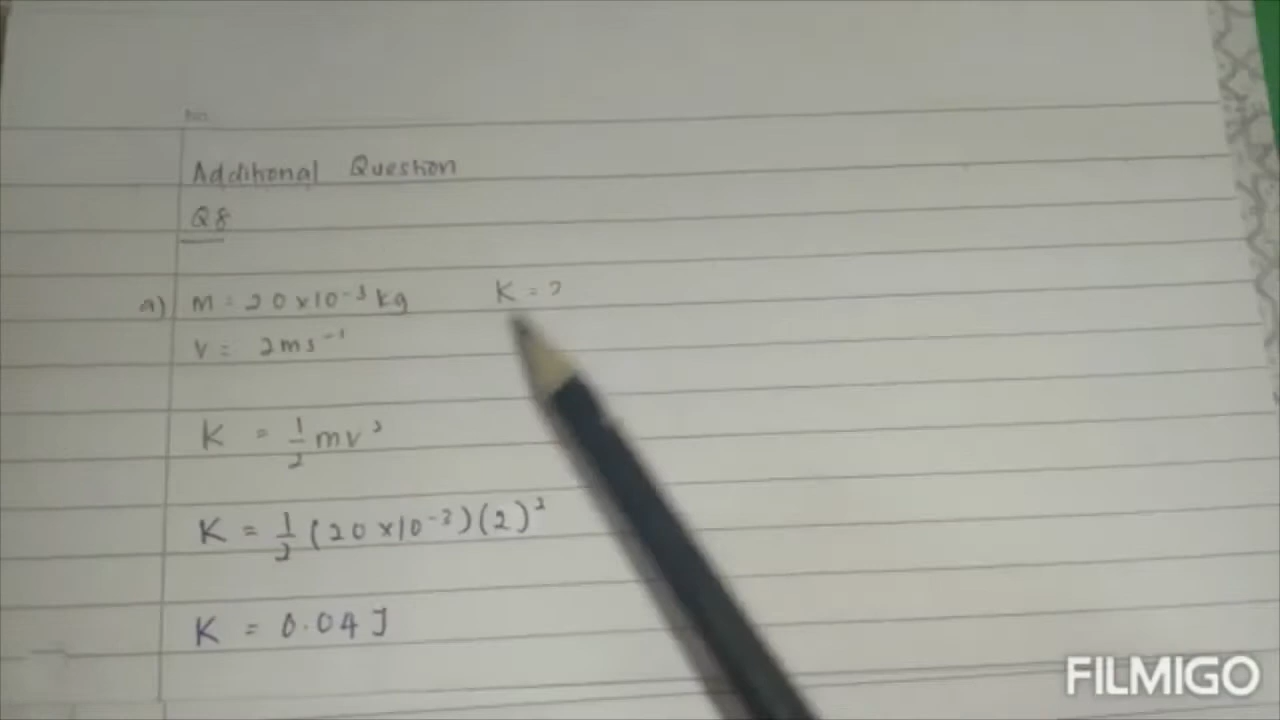 No.
Additional Question
Q8
a) m = 20 x 10⁻³ kg K = ?
v = 2 m s⁻¹
K = 1/2 mv²
K = 1/2 (20 x 10⁻³)(2)²
K = 0.04 J
FILMIGO